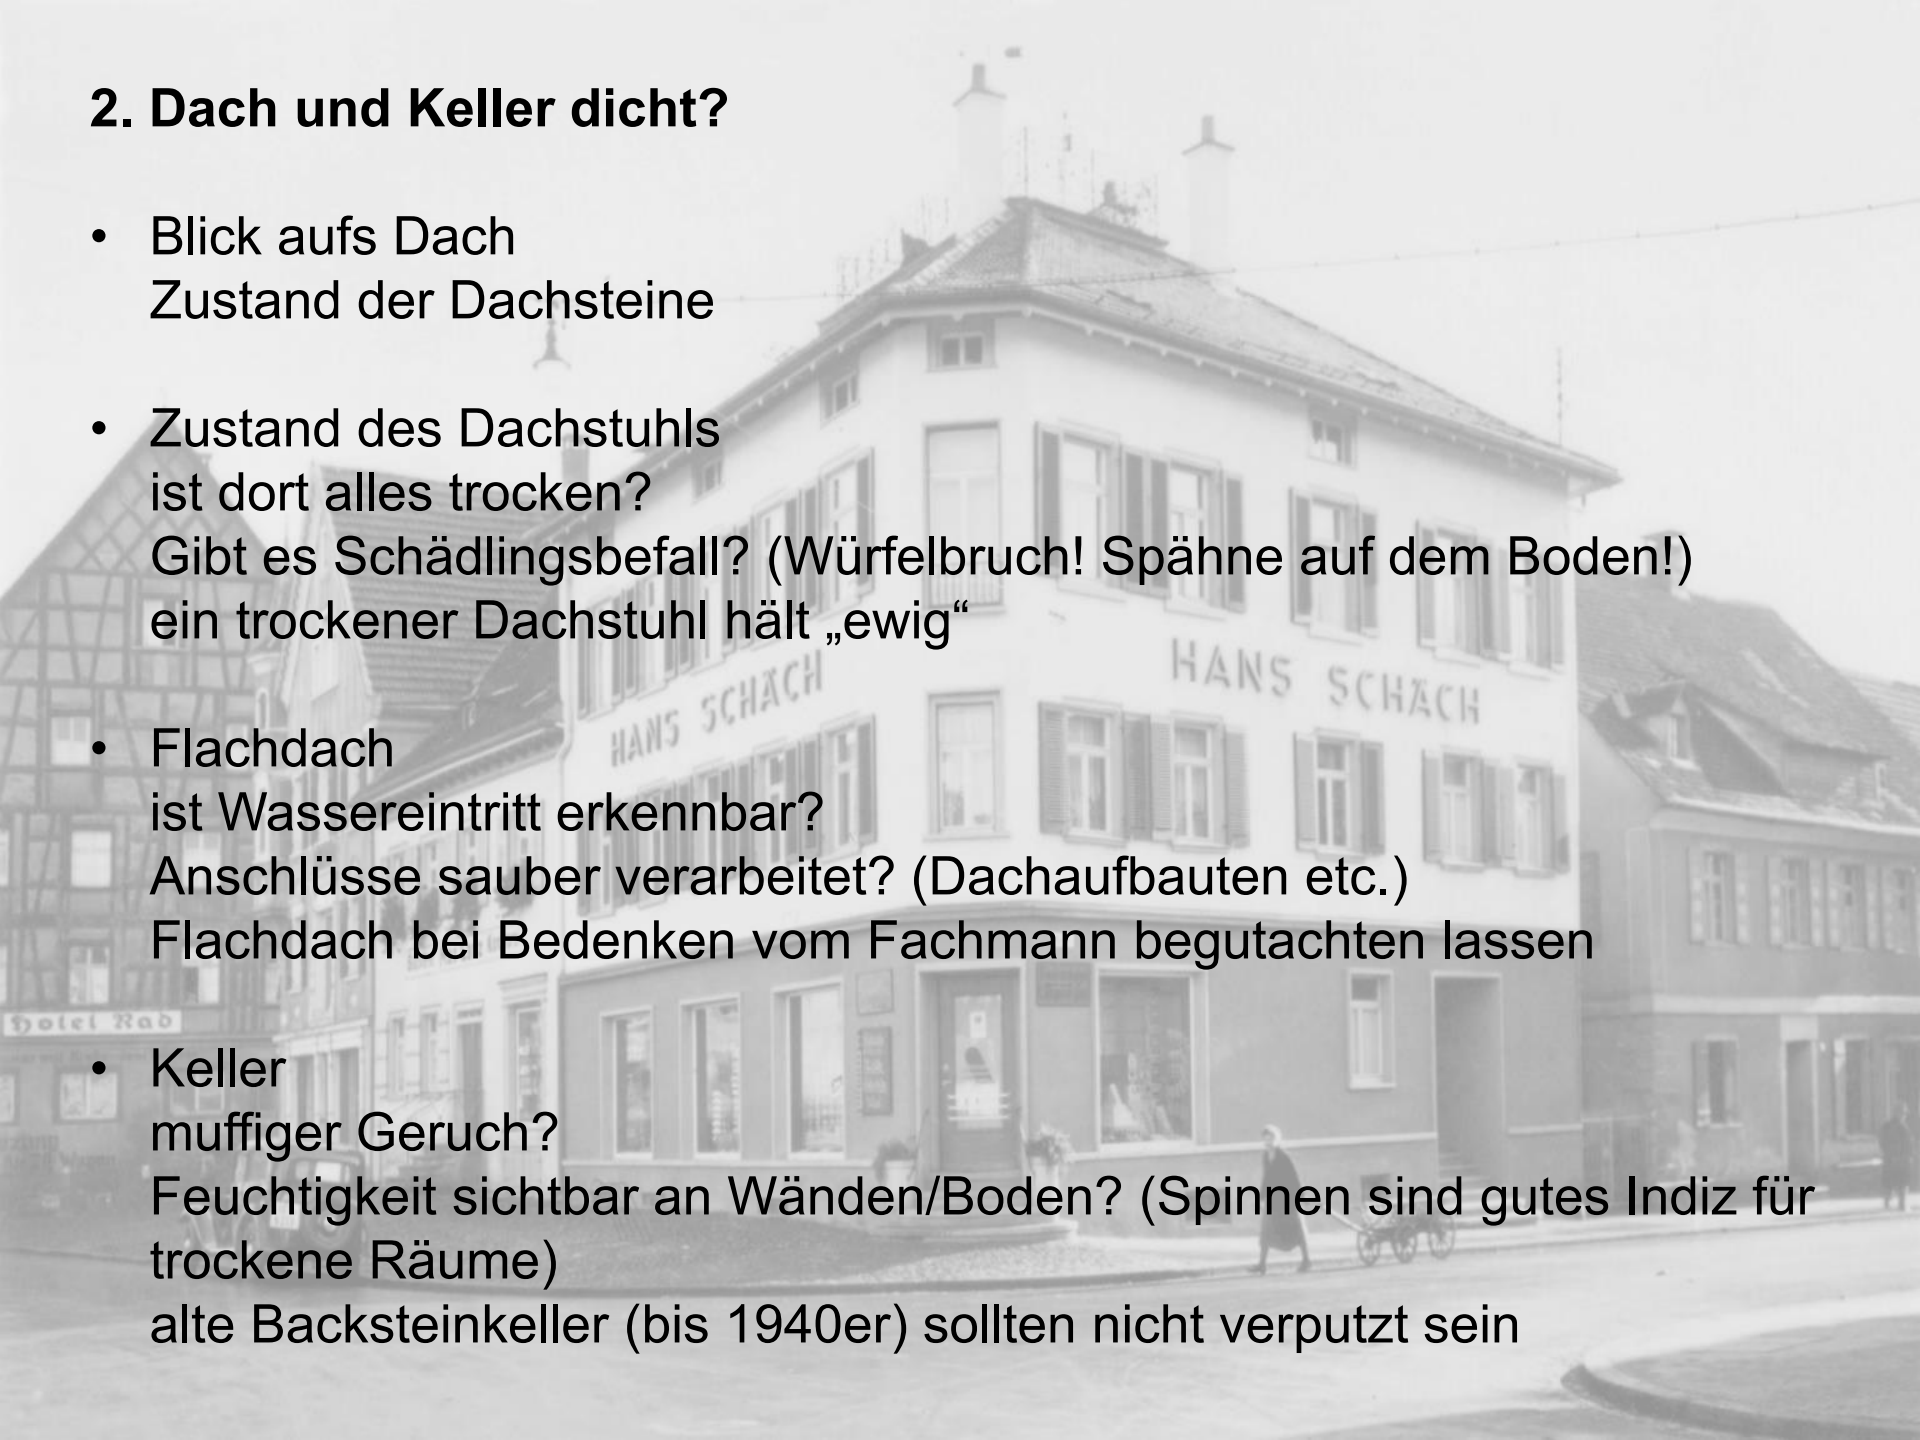 2. Dach und Keller dicht?
• Blick aufs Dach
Zustand der Dachsteine
• Zustand des Dachstuhls
ist dort alles trocken?
Gibt es Schädlingsbefall? (Würfelbruch! Spähne auf dem Boden!)
ein trockener Dachstuhl hält „ewig“
• Flachdach
ist Wassereintritt erkennbar?
Anschlüsse sauber verarbeitet? (Dachaufbauten etc.)
Flachdach bei Bedenken vom Fachmann begutachten lassen
• Keller
muffiger Geruch?
Feuchtigkeit sichtbar an Wänden/Boden? (Spinnen sind gutes Indiz für
trockene Räume)
alte Backsteinkeller (bis 1940er) sollten nicht verputzt sein
HANS SCHÄCH
HANS SCHÄCH
Hotel Rad